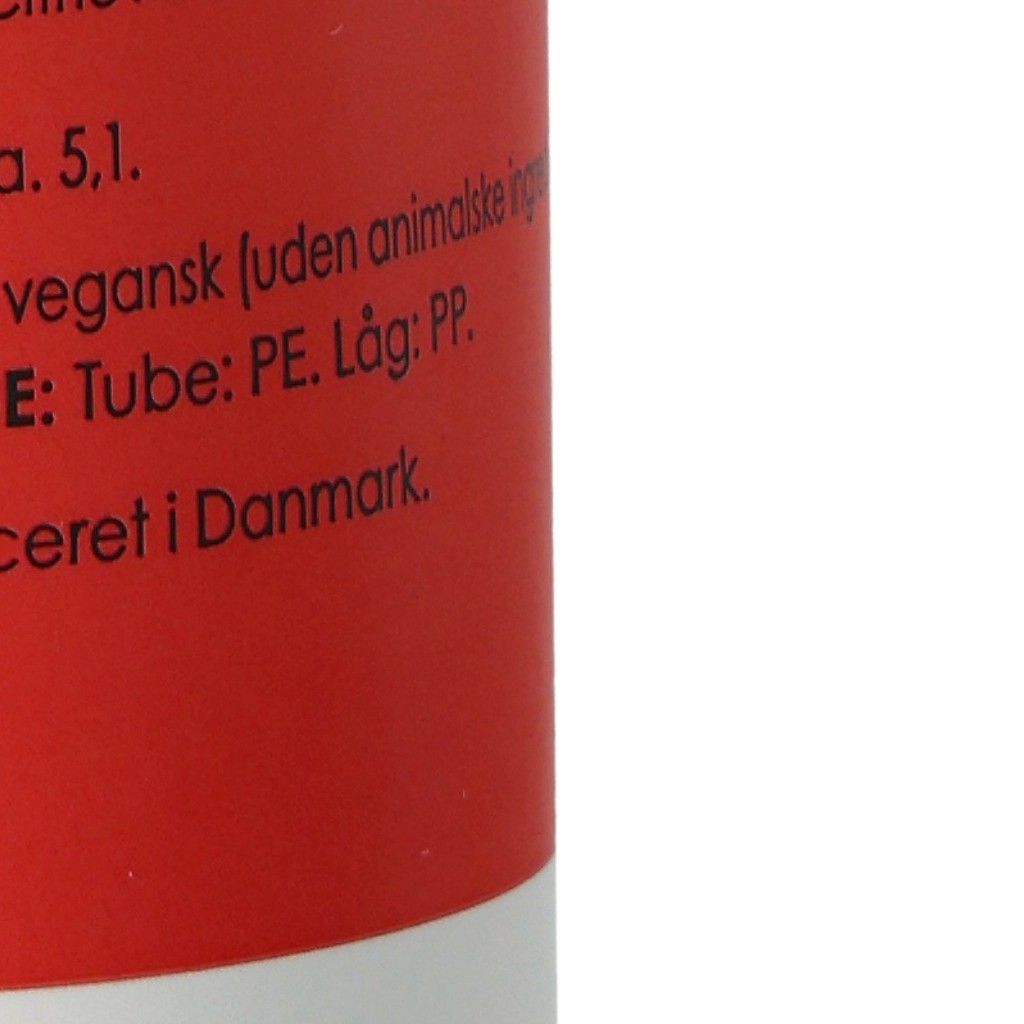 a. 5,1.
vegansk (uden animalske
E: Tube: PE. Låg: PP.
ceret i Danmark.